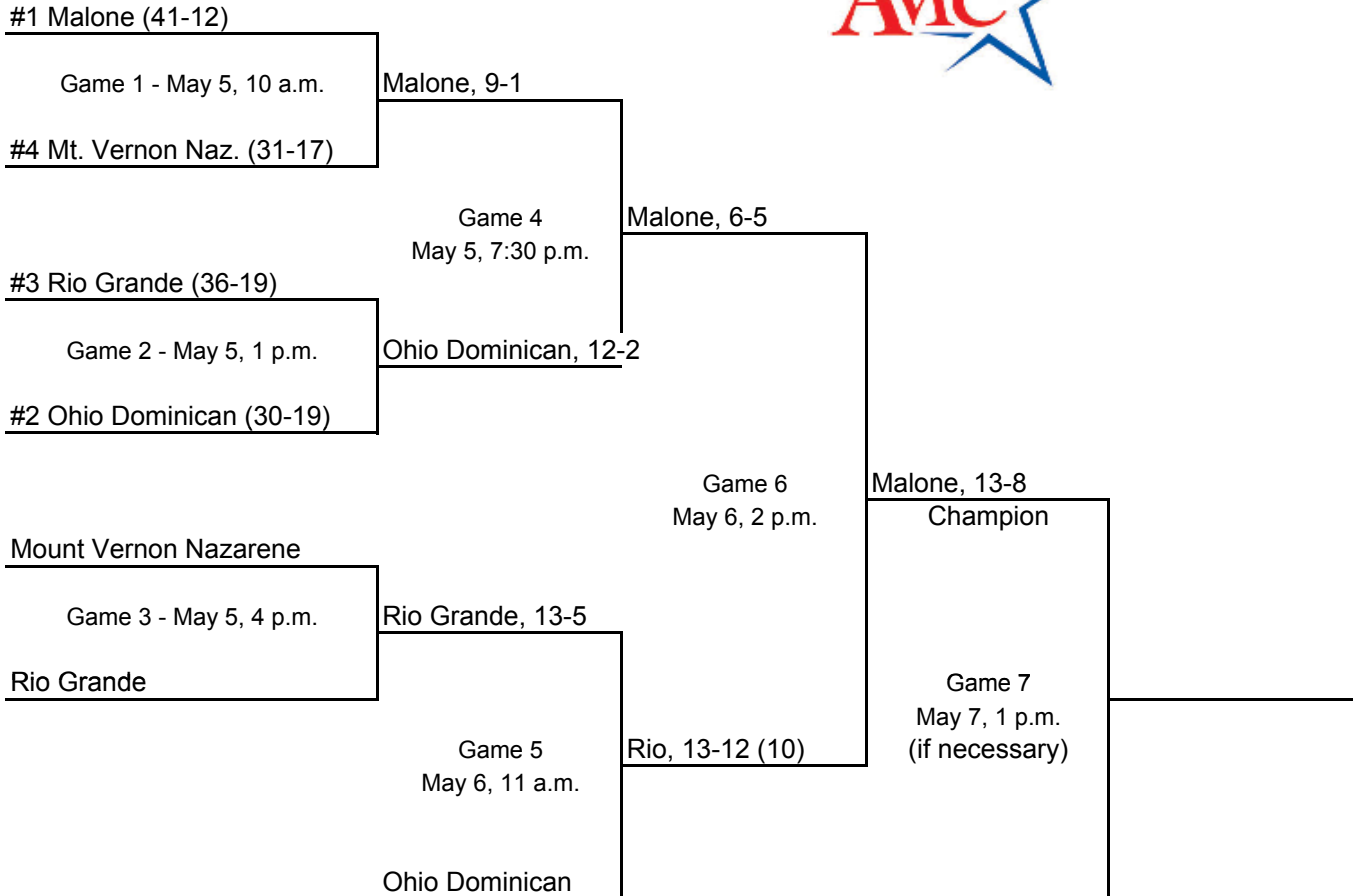 AMC
#1 Malone (41-12)
Game 1 - May 5, 10 a.m.
Malone, 9-1
#4 Mt. Vernon Naz. (31-17)
Game 4
May 5, 7:30 p.m.
Malone, 6-5
#3 Rio Grande (36-19)
Game 2 - May 5, 1 p.m.
Ohio Dominican, 12-2
#2 Ohio Dominican (30-19)
Game 6
May 6, 2 p.m.
Malone, 13-8
Champion
Mount Vernon Nazarene
Game 3 - May 5, 4 p.m.
Rio Grande, 13-5
Rio Grande
Game 7
May 7, 1 p.m.
(if necessary)
Game 5
May 6, 11 a.m.
Rio, 13-12 (10)
Ohio Dominican